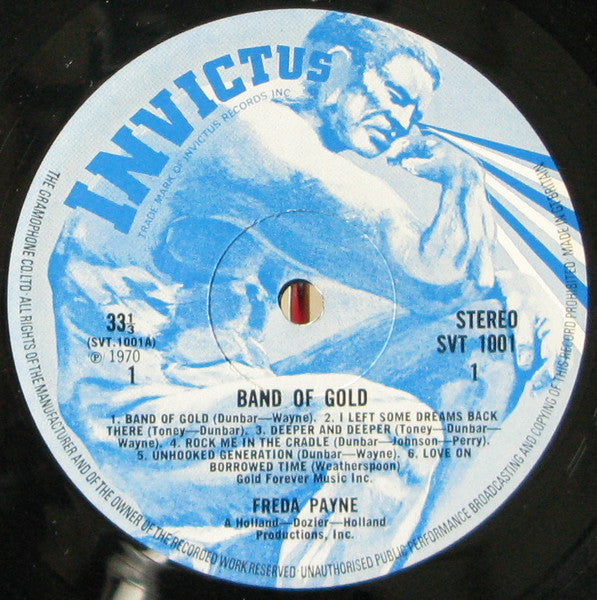 INVICTUS
TRADE MARK OF INVICTUS RECORDS INC.
33 1/3
(SVT.1001A)
℗ 1970
1
STEREO
SVT 1001
1
BAND OF GOLD
1. BAND OF GOLD (Dunbar—Wayne). 2. I LEFT SOME DREAMS BACK
THERE (Toney—Dunbar). 3. DEEPER AND DEEPER (Toney—Dunbar—
Wayne). 4. ROCK ME IN THE CRADLE (Dunbar—Johnson—Perry).
5. UNHOOKED GENERATION (Dunbar—Wayne). 6. LOVE ON
BORROWED TIME (Weatherspoon)
Gold Forever Music Inc.
FREDA PAYNE
A Holland—Dozier—Holland
Productions, Inc.
THE GRAMOPHONE CO. LTD. ALL RIGHTS OF THE MANUFACTURER AND OF THE OWNER OF THE RECORDED WORK RESERVED · UNAUTHORISED PUBLIC PERFORMANCE BROADCASTING AND COPYING OF THIS RECORD PROHIBITED. MADE IN GT. BRITAIN.